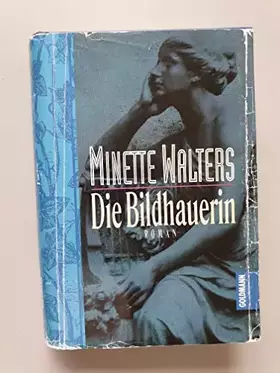 MINETTE WALTERS
Die Bildhauerin
ROMAN
GOLDMANN